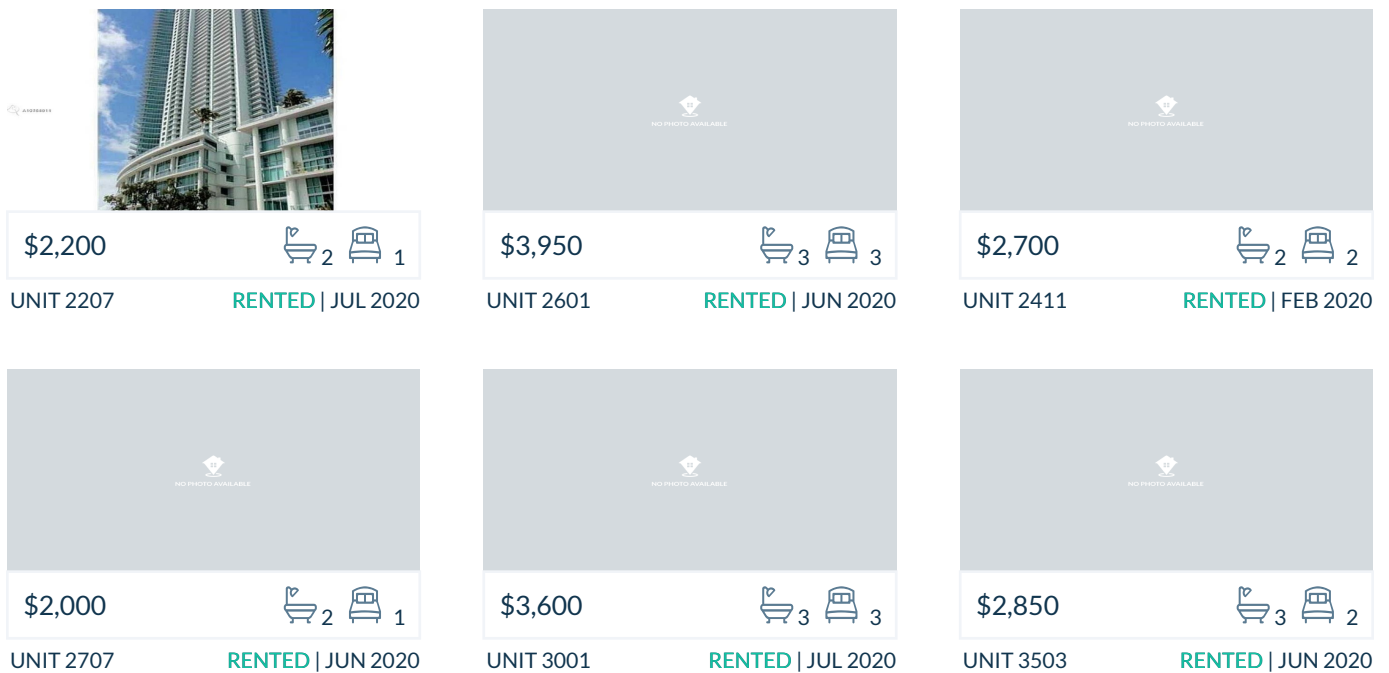 $2,200 2 1
UNIT 2207 RENTED | JUL 2020
NO PHOTO AVAILABLE
$3,950 3 3
UNIT 2601 RENTED | JUN 2020
NO PHOTO AVAILABLE
$2,700 2 2
UNIT 2411 RENTED | FEB 2020
NO PHOTO AVAILABLE
$2,000 2 1
UNIT 2707 RENTED | JUN 2020
NO PHOTO AVAILABLE
$3,600 3 3
UNIT 3001 RENTED | JUL 2020
NO PHOTO AVAILABLE
$2,850 3 2
UNIT 3503 RENTED | JUN 2020